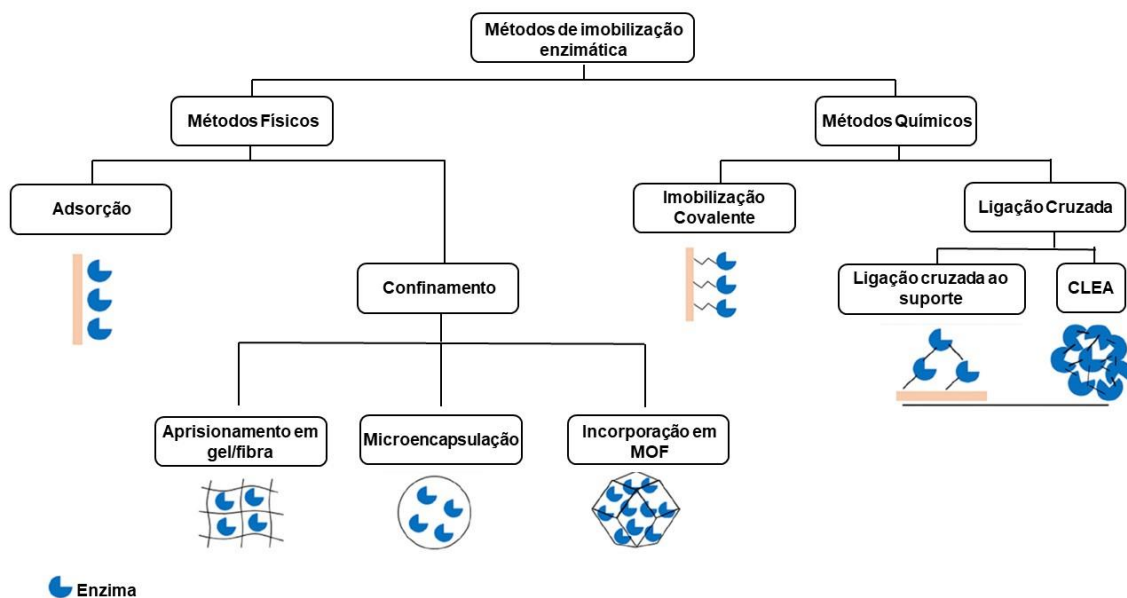 Métodos de imobilização
enzimática
Métodos Físicos
Métodos Químicos
Adsorção
Imobilização
Covalente
Ligação Cruzada
Confinamento
Ligação cruzada ao
suporte
CLEA
Aprisionamento em
gel/fibra
Microencapsulação
Incorporação em
MOF
Enzima